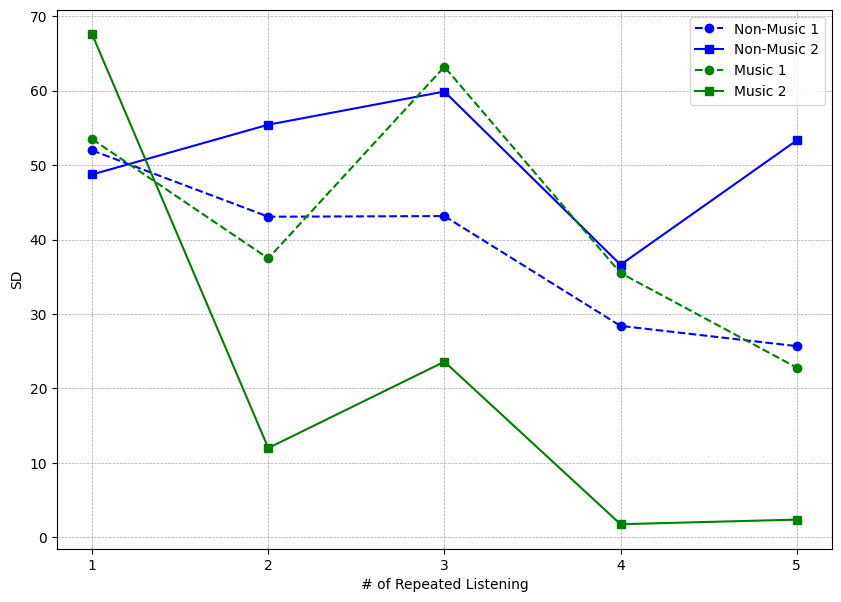 70
60
50
40
30
20
10
0
SD
1 2 3 4 5
# of Repeated Listening
Non-Music 1
Non-Music 2
Music 1
Music 2